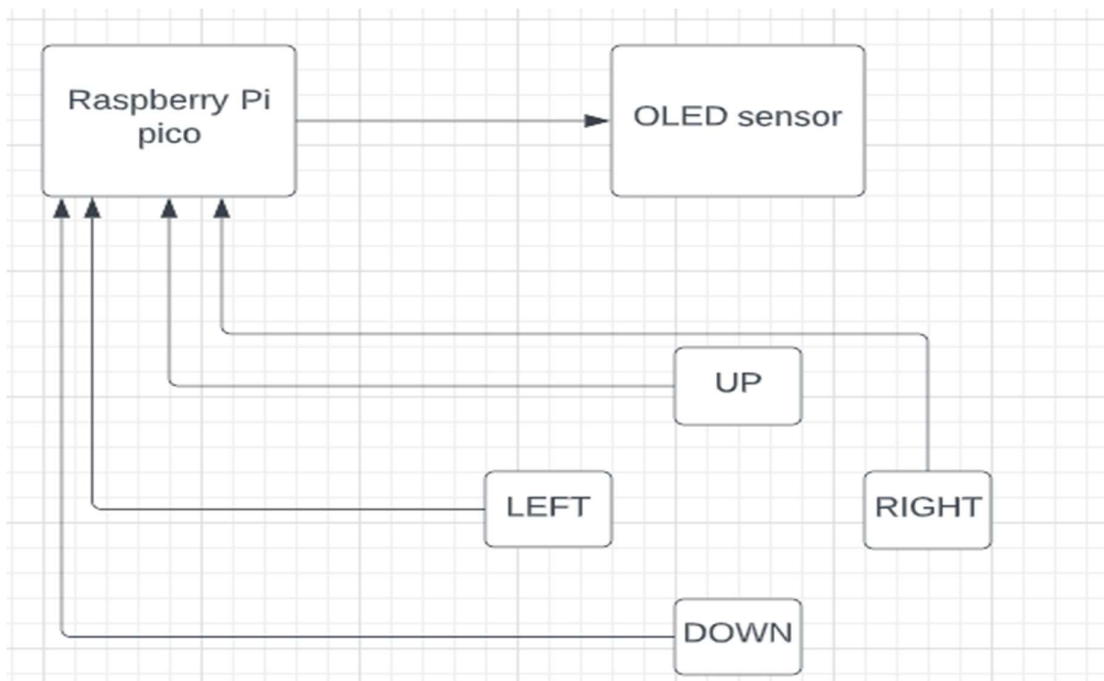 Raspberry Pi
pico
OLED sensor
UP
LEFT
RIGHT
DOWN